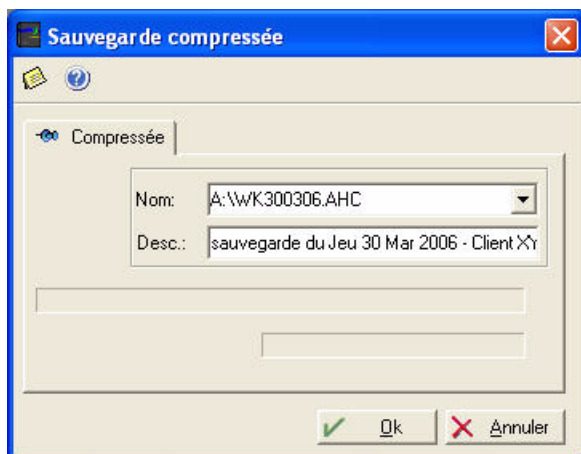 Sauvegarde compressée
Compressée
Nom: A:\WK300306.AHC
Desc.: sauvegarde du Jeu 30 Mar 2006 - Client
Ok Annuler